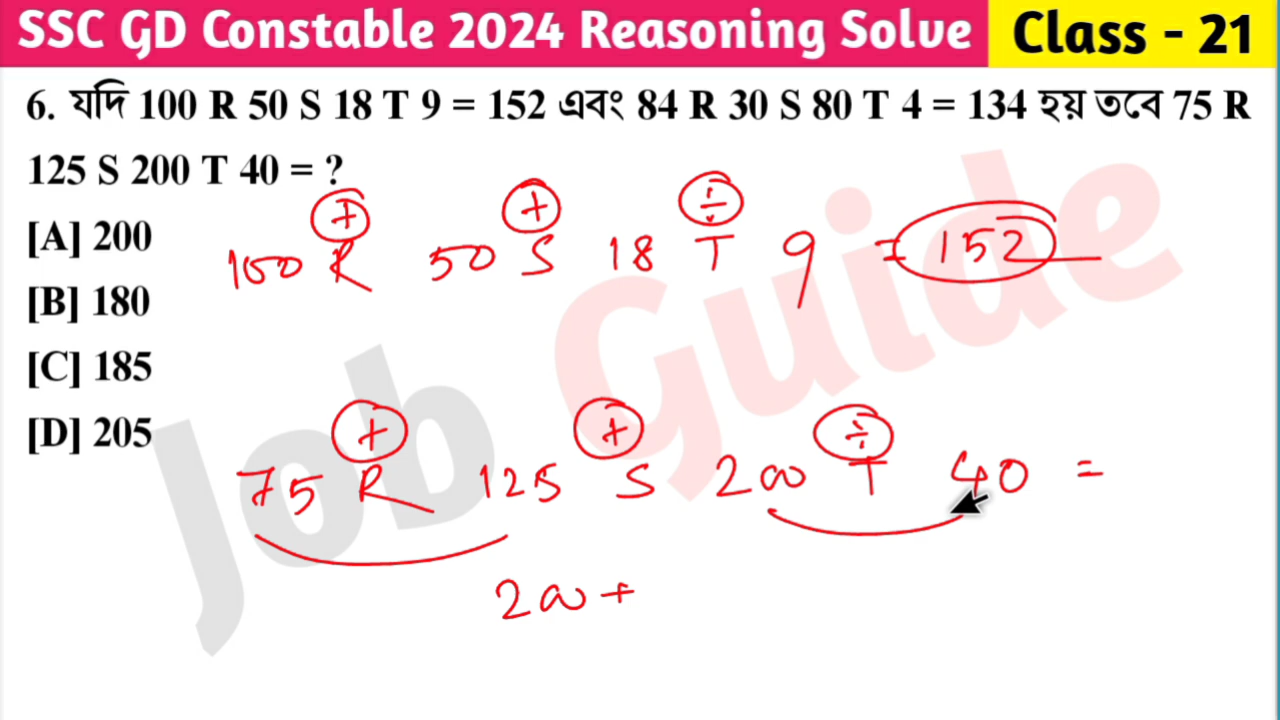 SSC GD Constable 2024 Reasoning Solve
Class - 21
6. যদি 100 R 50 S 18 T 9 = 152 এবং 84 R 30 S 80 T 4 = 134 হয় তবে 75 R
125 S 200 T 40 = ?
[A] 200
[B] 180
[C] 185
[D] 205
+ + ÷
100 R 50 S 18 T 9 = 152
+ + ÷
75 R 125 S 200 T 40 =
200 +
Job Guide